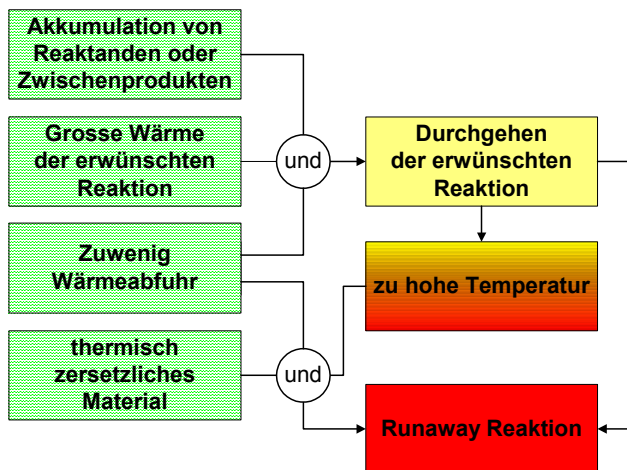 Akkumulation von
Reaktanden oder
Zwischenprodukten
Grosse Wärme
der erwünschten
Reaktion
und
Durchgehen
der erwünschten
Reaktion
Zuwenig
Wärmeabfuhr
zu hohe Temperatur
thermisch
zersetzliches
Material
und
Runaway Reaktion